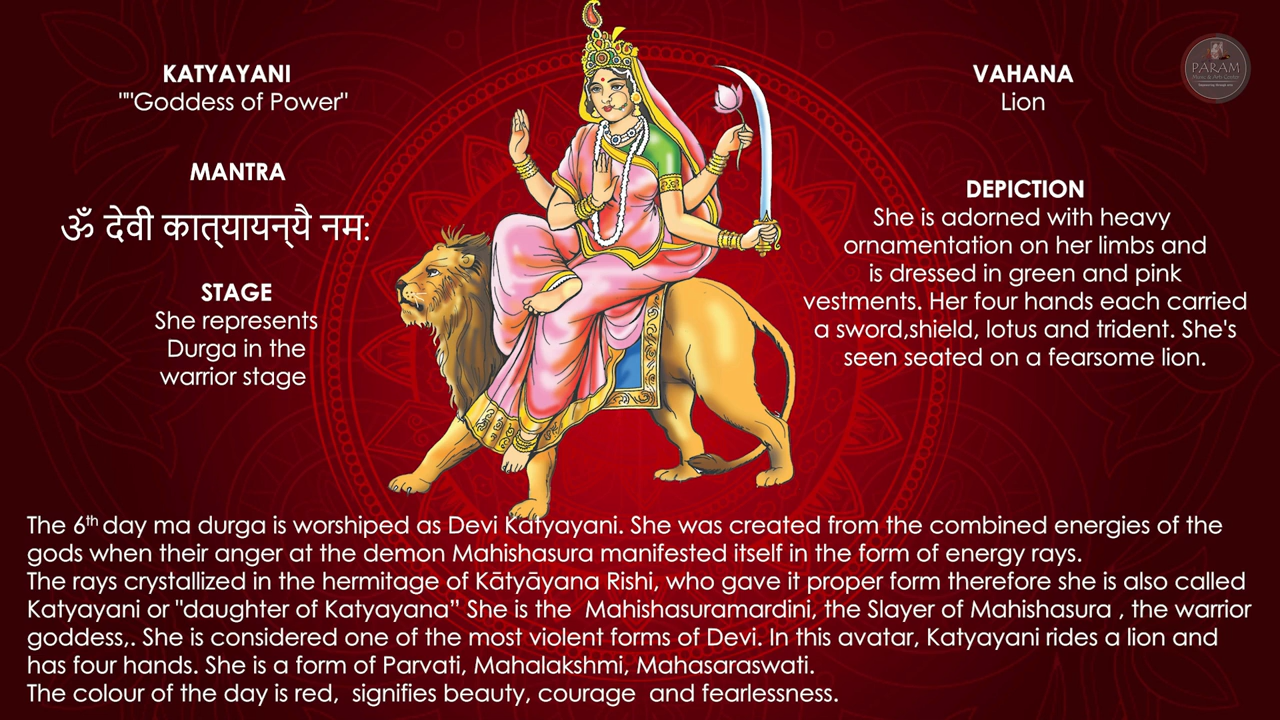 KATYAYANI
""Goddess of Power"
MANTRA
ॐ देवी कात्‌यायन्‌यै नम:
STAGE
She represents
Durga in the
warrior stage
VAHANA
Lion
DEPICTION
She is adorned with heavy
ornamentation on her limbs and
is dressed in green and pink
vestments. Her four hands each carried
a sword,shield, lotus and trident. She's
seen seated on a fearsome lion.
PARAM
Music & Arts Centre
The 6th day ma durga is worshiped as Devi Katyayani. She was created from the combined energies of the
gods when their anger at the demon Mahishasura manifested itself in the form of energy rays.
The rays crystallized in the hermitage of Kātyāyana Rishi, who gave it proper form therefore she is also called
Katyayani or "daughter of Katyayana” She is the  Mahishasuramardini, the Slayer of Mahishasura , the warrior
goddess,. She is considered one of the most violent forms of Devi. In this avatar, Katyayani rides a lion and
has four hands. She is a form of Parvati, Mahalakshmi, Mahasaraswati.
The colour of the day is red,  signifies beauty, courage  and fearlessness.